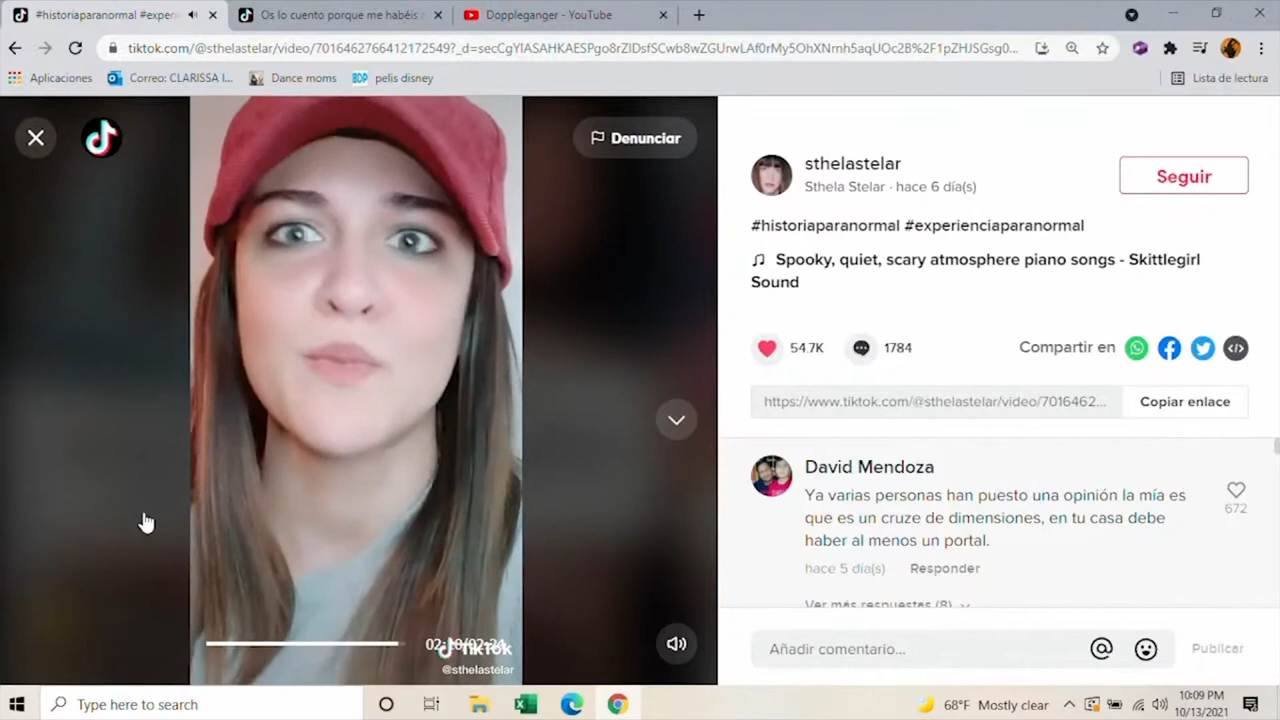 #historiaparanormal #experi
Os lo cuento porque me habéis a
Doppleganger - YouTube
tiktok.com/@sthelastelar/video/7016462766412172549?_d=secCgYIASAHKAESPgo8rZIDsfSCwb8wZGUrwLAf0rMy5OhXNrnh5aqUOc2B%2F1pZHJSGsg0...
Aplicaciones
Correo: CLARISSA I...
Dance moms
BDP pelis disney
Lista de lectura
Denunciar
sthelastelar
Sthela Stelar · hace 6 día(s)
Seguir
#historiaparanormal #experienciaparanormal
Spooky, quiet, scary atmosphere piano songs - Skittlegirl
Sound
54.7K
1784
Compartir en
https://www.tiktok.com/@sthelastelar/video/7016462...
Copiar enlace
David Mendoza
Ya varias personas han puesto una opinión la mía es
que es un cruze de dimensiones, en tu casa debe
haber al menos un portal.
672
hace 5 día(s)
Responder
Ver más respuestas (8)
TikTok
@sthelastelar
Añadir comentario...
Publicar
Type here to search
68°F Mostly clear
10:09 PM
10/13/2021